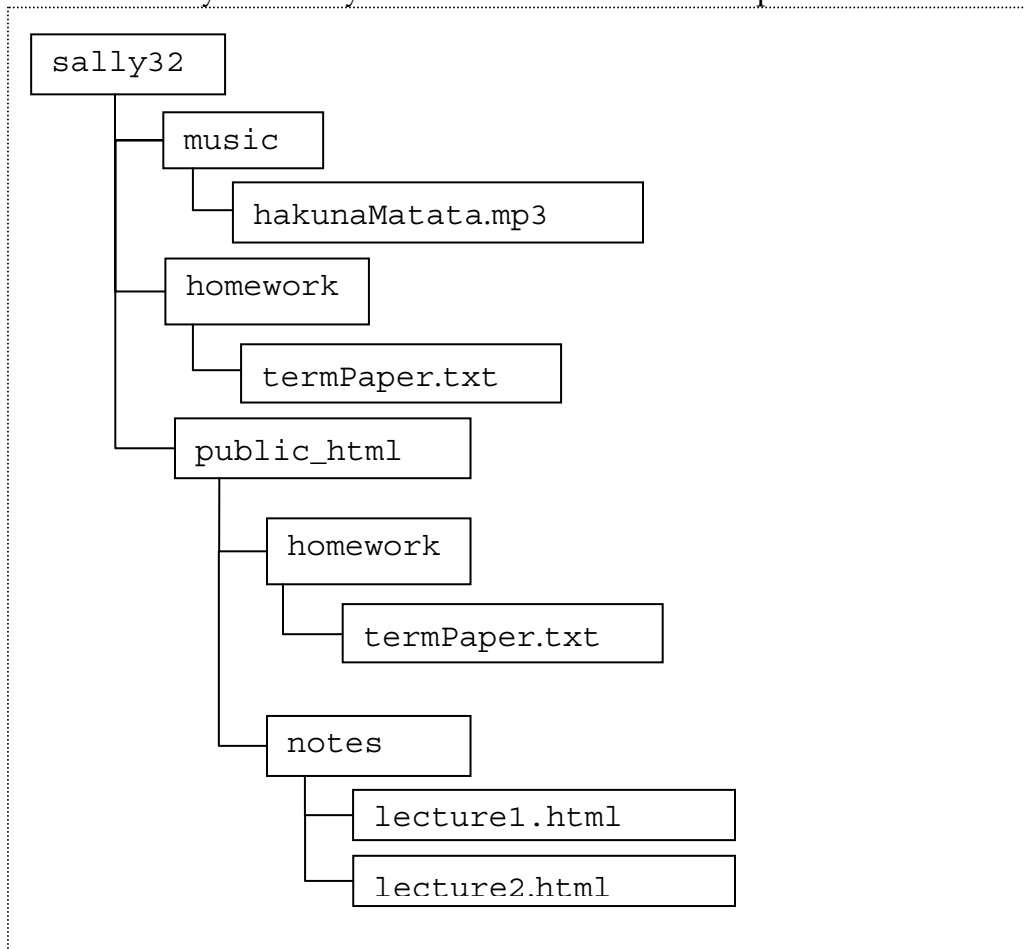 sally32
music
hakunaMatata.mp3
homework
termPaper.txt
public_html
homework
termPaper.txt
notes
lecture1.html
lecture2.html